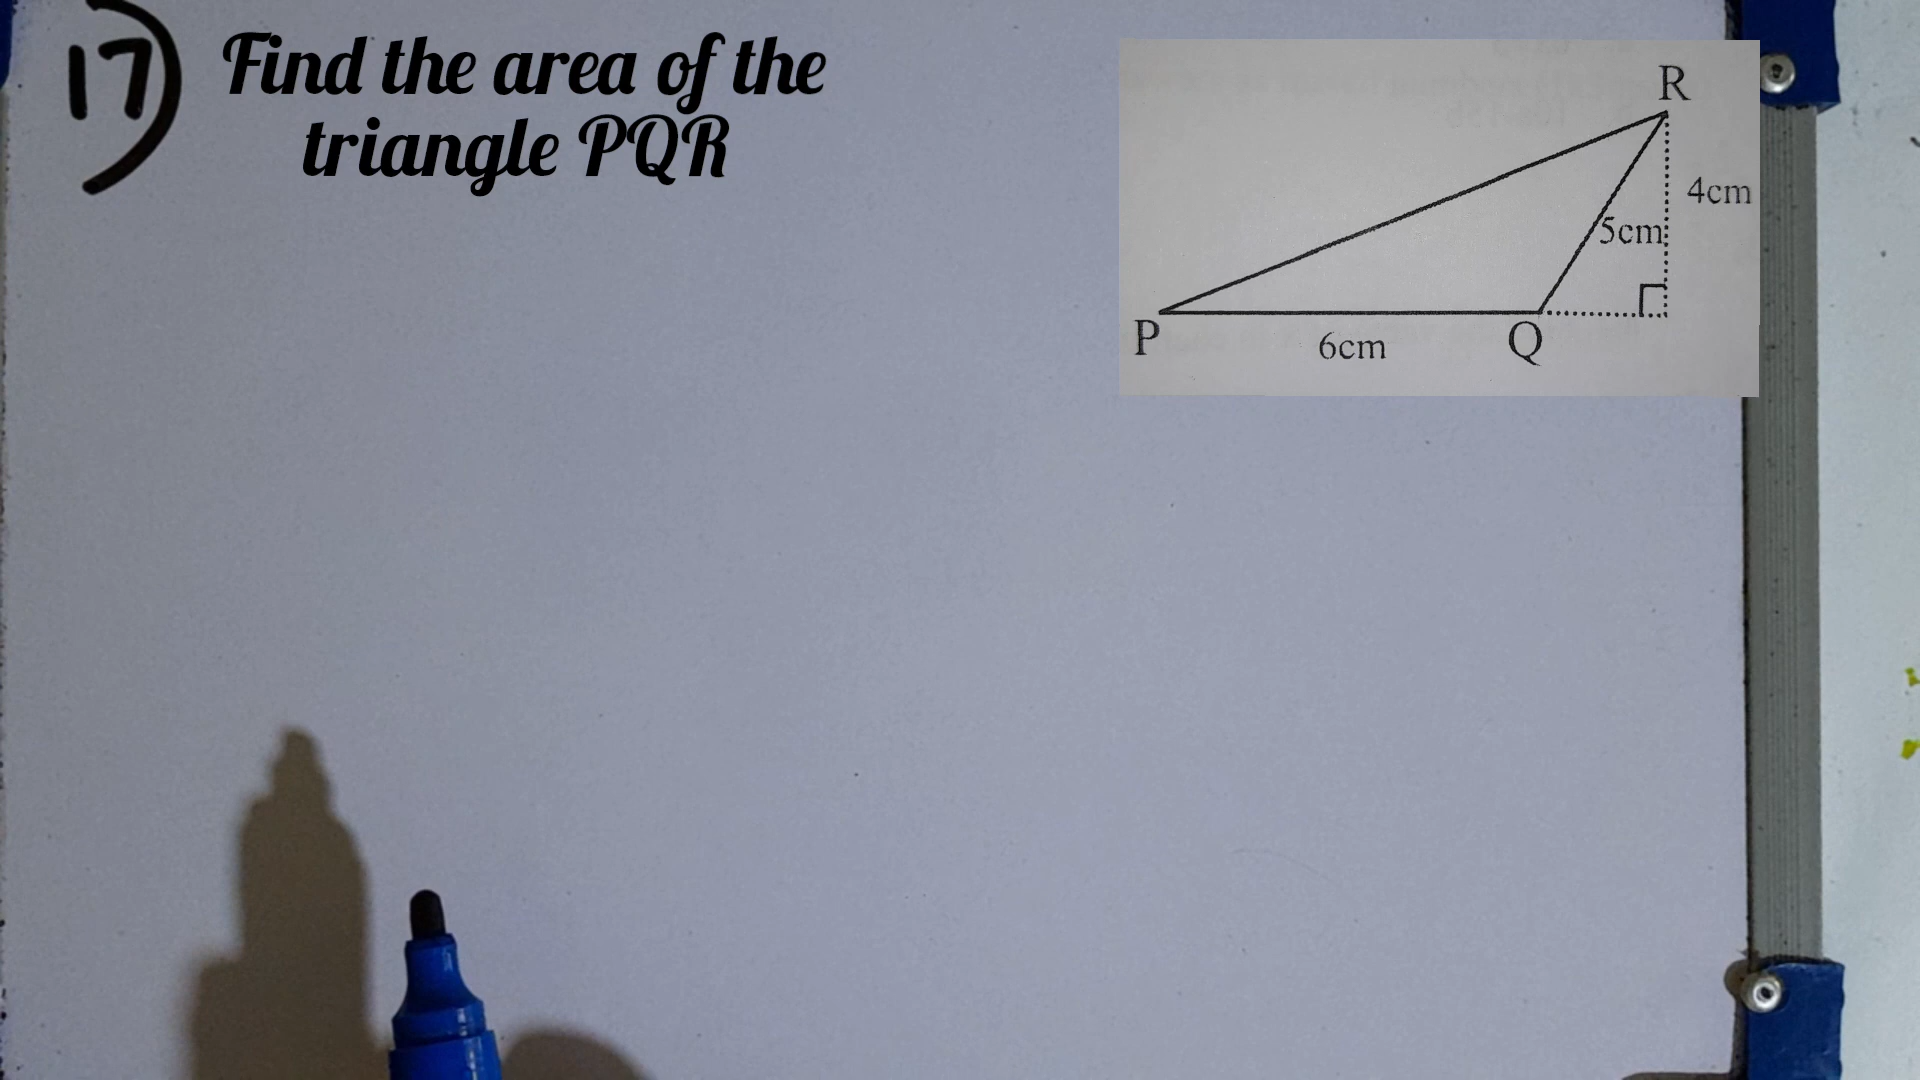 17) Find the area of the
triangle PQR
R
4cm
5cm
P
6cm
Q